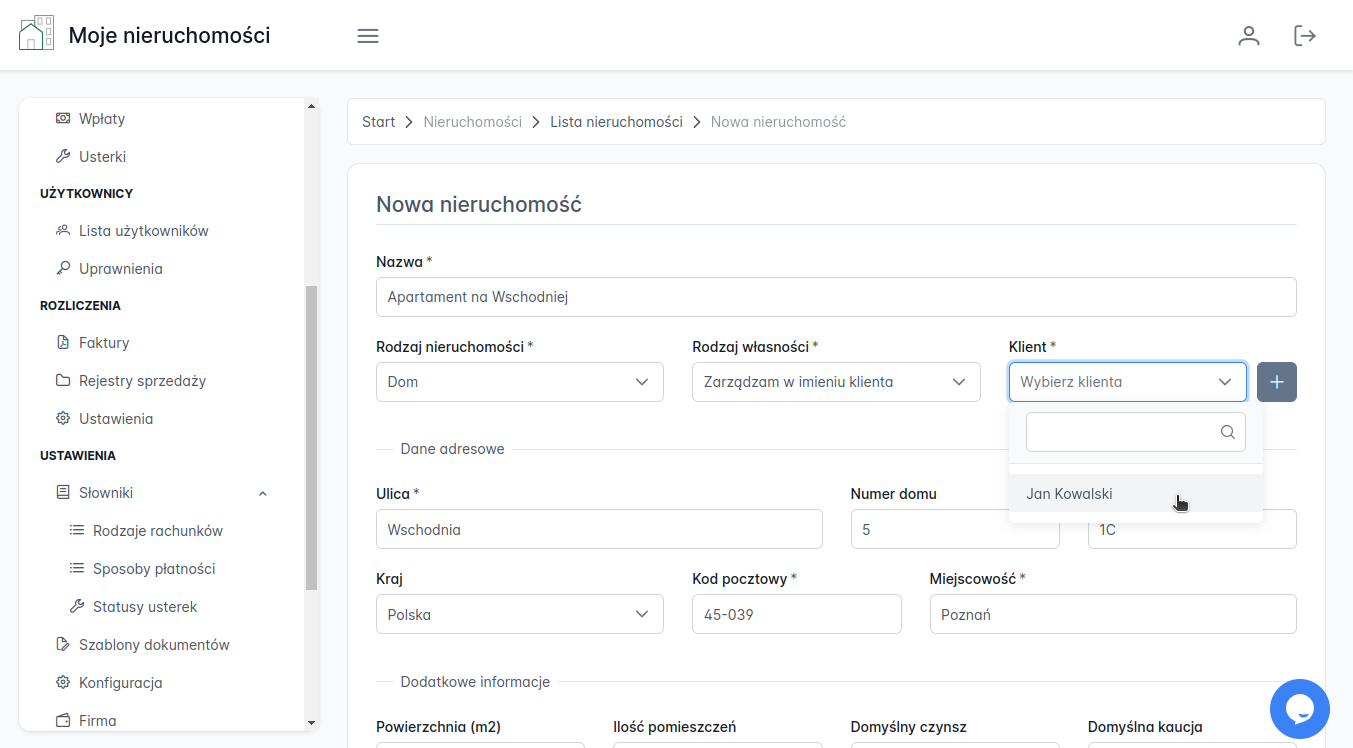 Moje nieruchomości
Wpłaty
Usterki
UŻYTKOWNICY
Lista użytkowników
Uprawnienia
ROZLICZENIA
Faktury
Rejestry sprzedaży
Ustawienia
USTAWIENIA
Słowniki
Rodzaje rachunków
Sposoby płatności
Statusy usterek
Szablony dokumentów
Konfiguracja
Firma
Start > Nieruchomości > Lista nieruchomości > Nowa nieruchomość
Nowa nieruchomość
Nazwa *
Apartament na Wschodniej
Rodzaj nieruchomości * Rodzaj własności * Klient *
Dom Zarządzam w imieniu klienta Wybierz klienta +
Dane adresowe
Ulica * Numer domu
Jan Kowalski
Wschodnia 5 1C
Kraj Kod pocztowy * Miejscowość *
Polska 45-039 Poznań
Dodatkowe informacje
Powierzchnia (m2) Ilość pomieszczeń Domyślny czynsz Domyślna kaucja